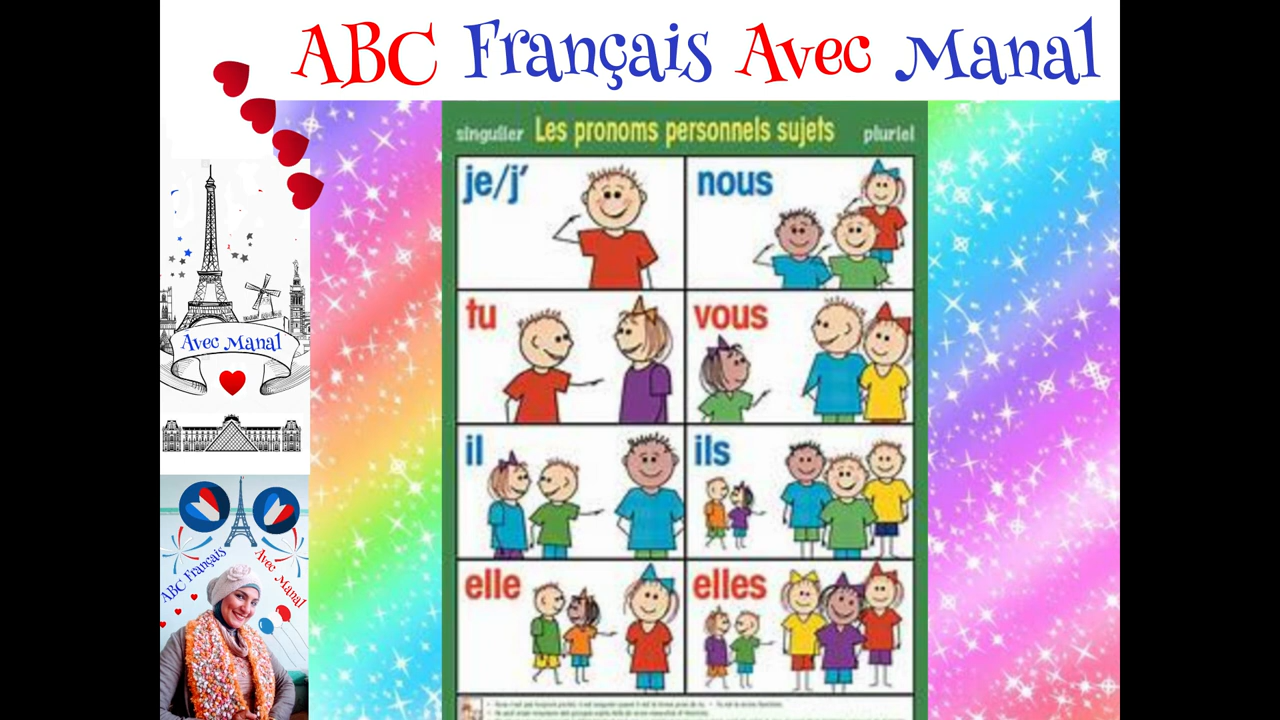 ABC Français Avec Manal
singulier Les pronoms personnels sujets pluriel
je/j'
nous
tu
vous
il
ils
elle
elles
Avec Manal
ABC Français
Avec Manal